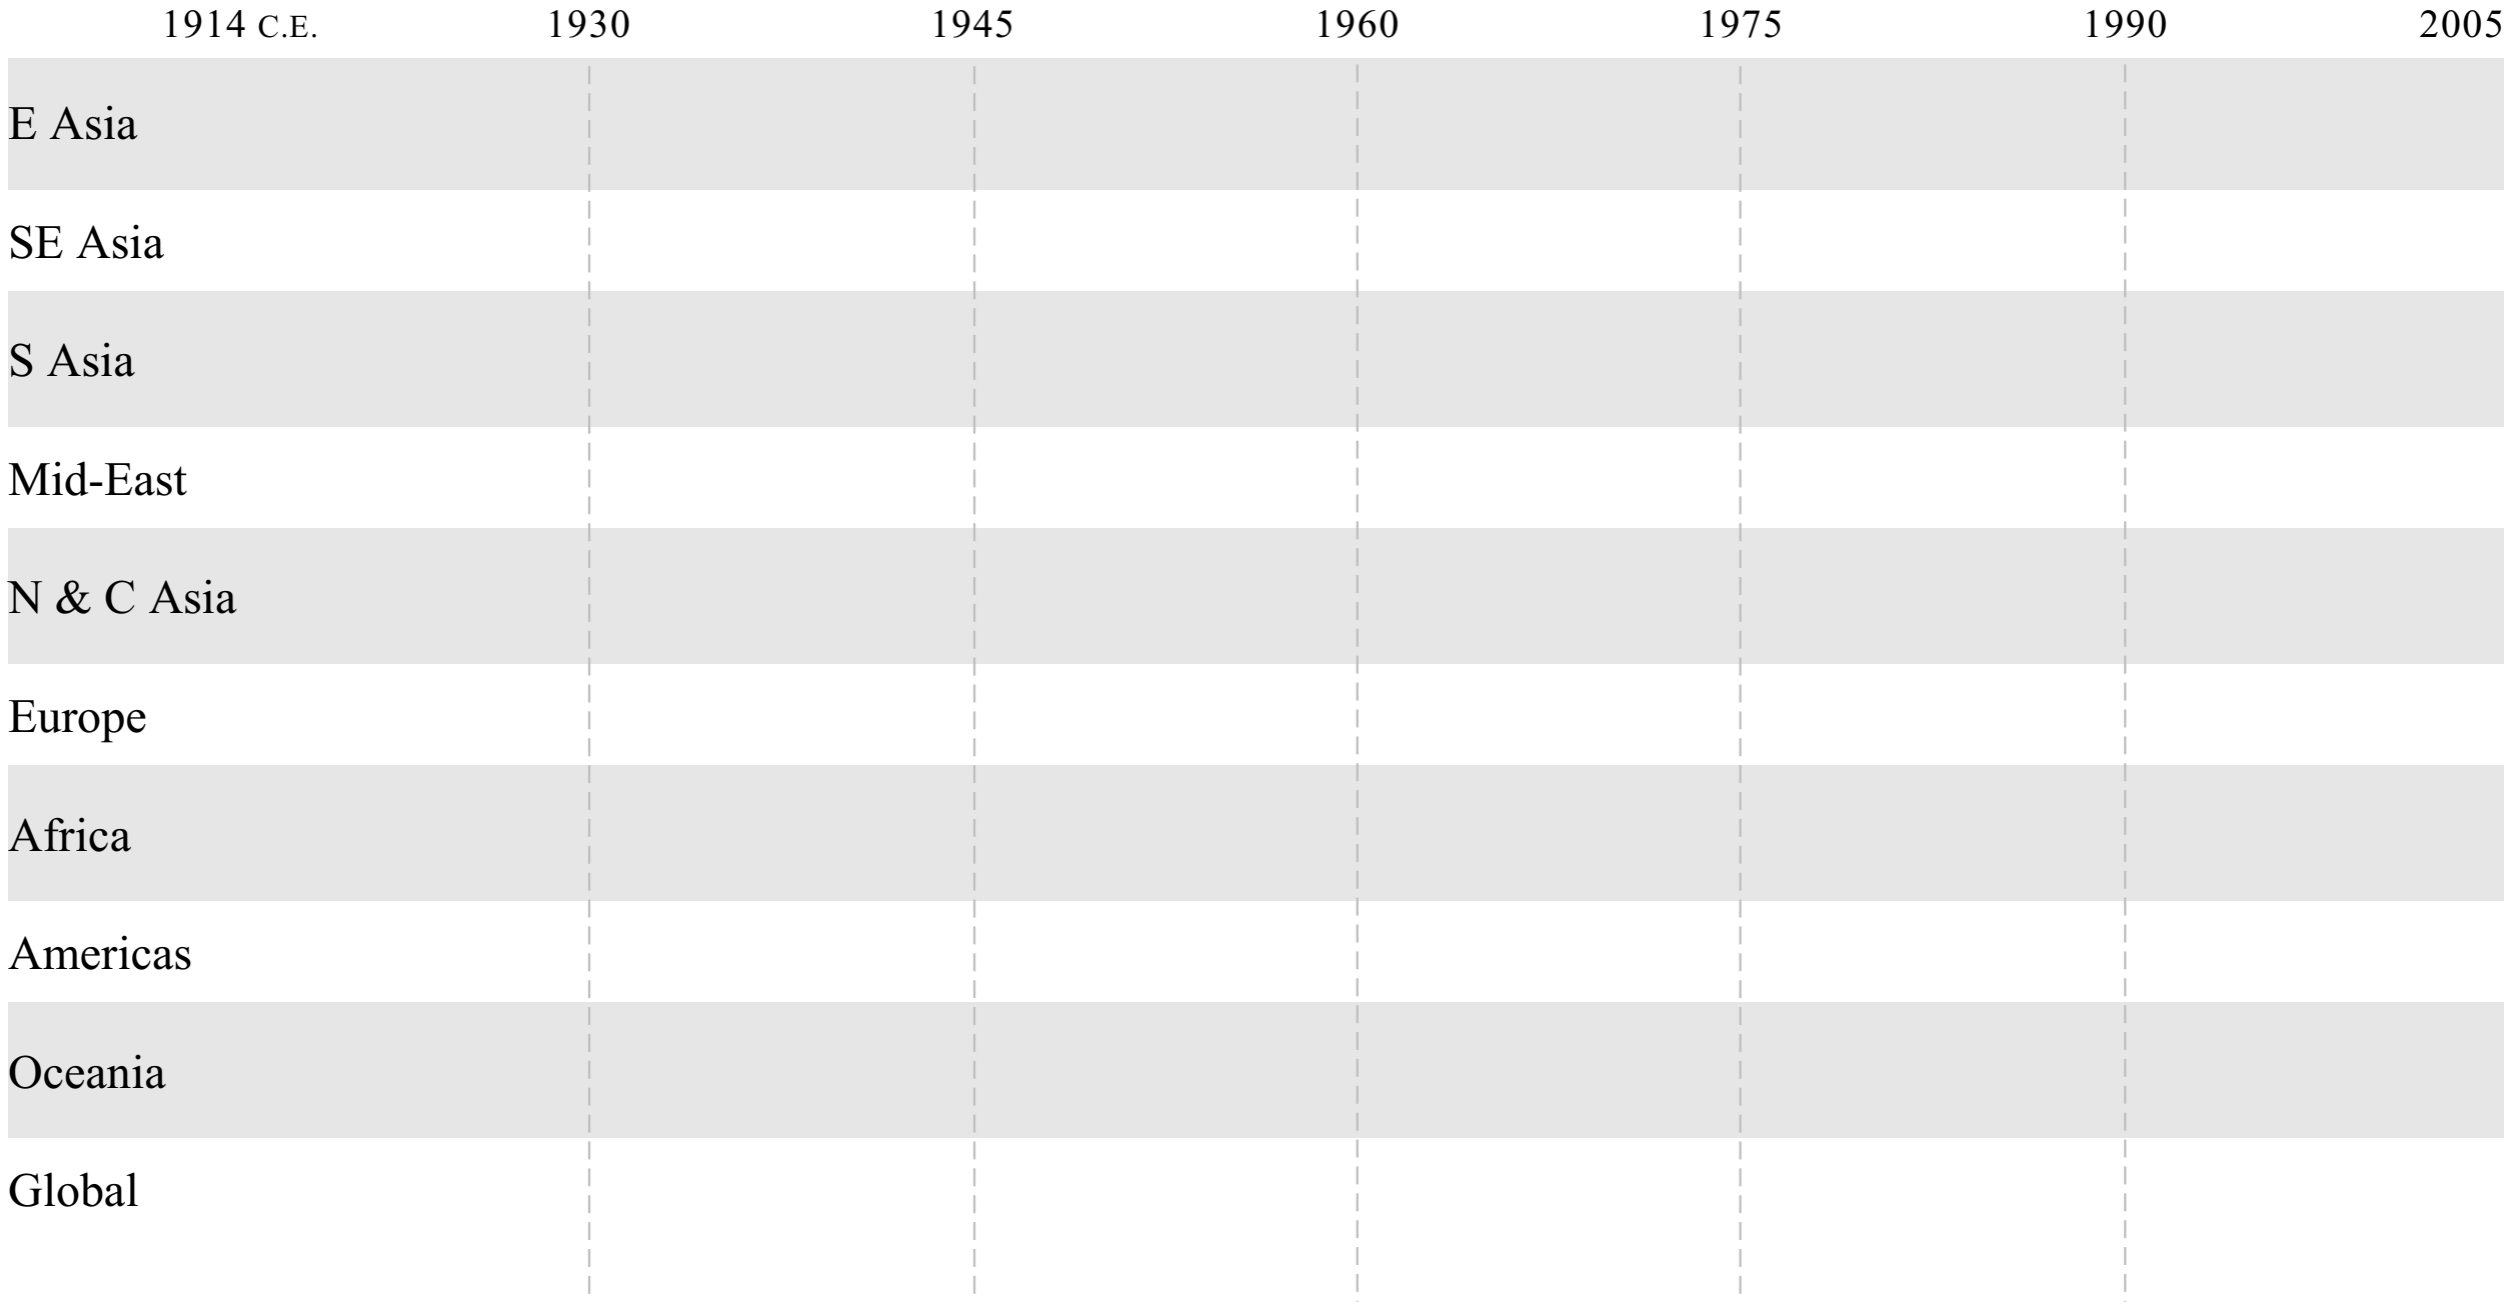 1914 C.E. 1930 1945 1960 1975 1990 2005
E Asia
SE Asia
S Asia
Mid-East
N & C Asia
Europe
Africa
Americas
Oceania
Global